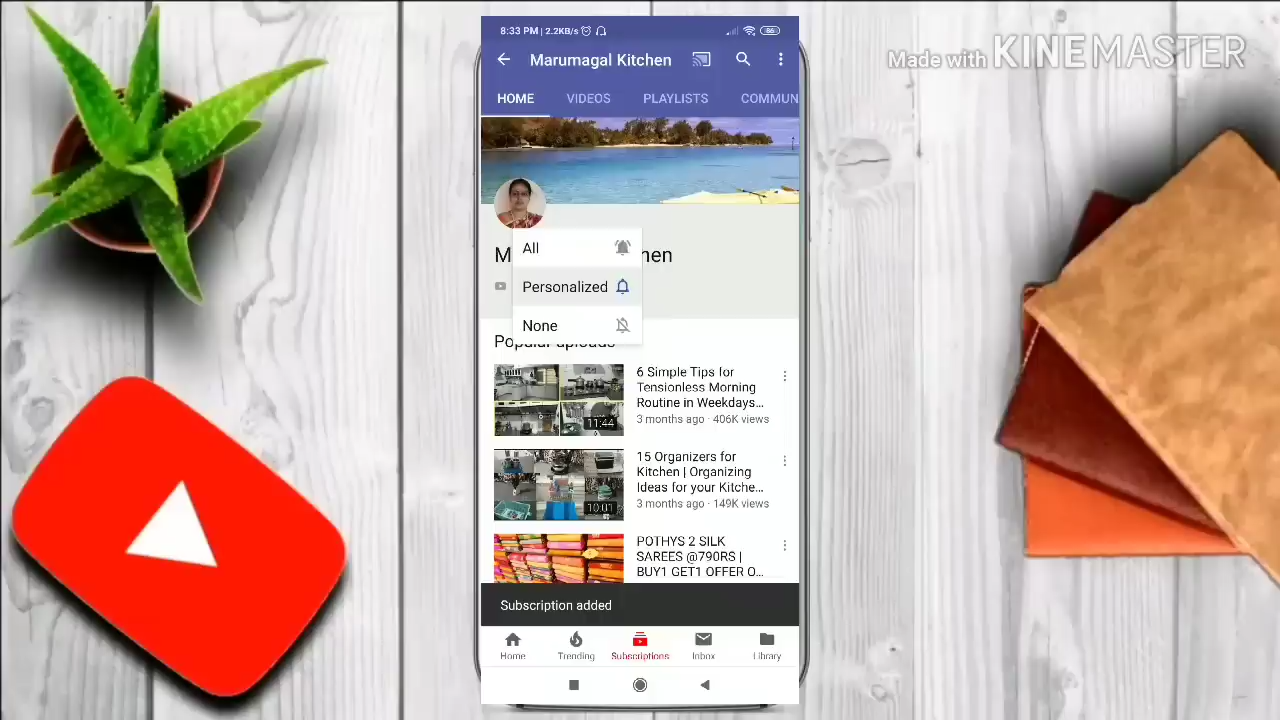 8:33 PM | 2.2KB/s
86
Made with KINEMASTER
Marumagal Kitchen
HOME VIDEOS PLAYLISTS COMMUN
All
Personalized
None
Popular uploads
6 Simple Tips for
Tensionless Morning
Routine in Weekdays...
3 months ago · 406K views
11:44
15 Organizers for
Kitchen | Organizing
Ideas for your Kitche...
3 months ago · 149K views
10:01
POTHYS 2 SILK
SAREES @790RS |
BUY1 GET1 OFFER O...
Subscription added
Home Trending Subscriptions Inbox Library